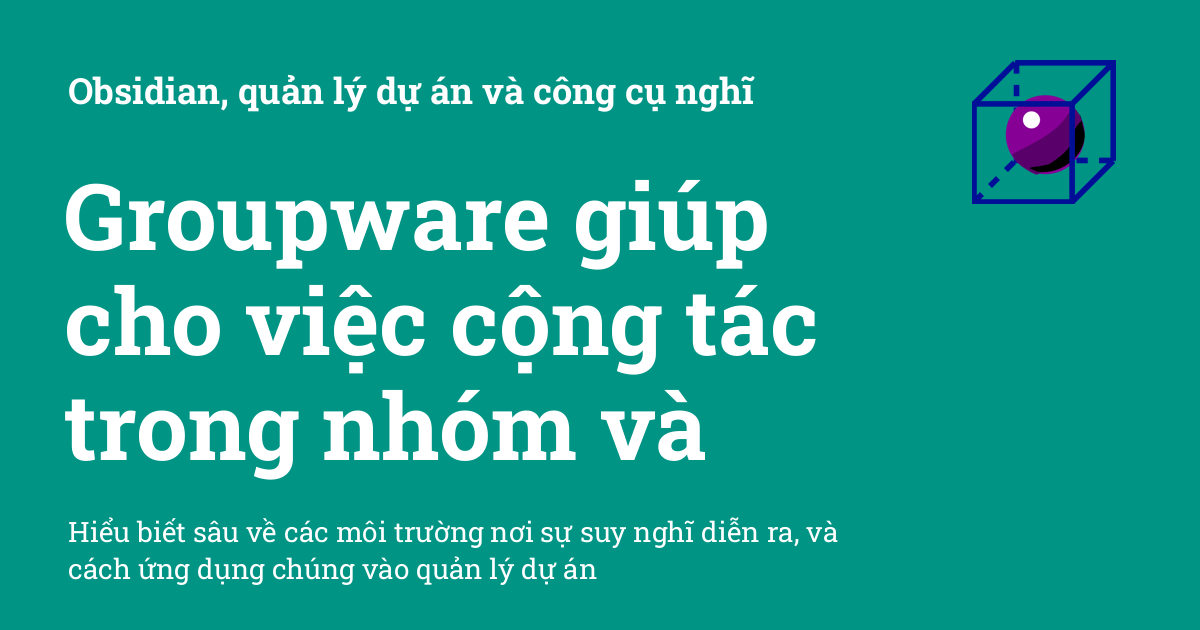 Obsidian, quản lý dự án và công cụ nghĩ
Groupware giúp
cho việc cộng tác
trong nhóm và
Hiểu biết sâu về các môi trường nơi sự suy nghĩ diễn ra, và
cách ứng dụng chúng vào quản lý dự án